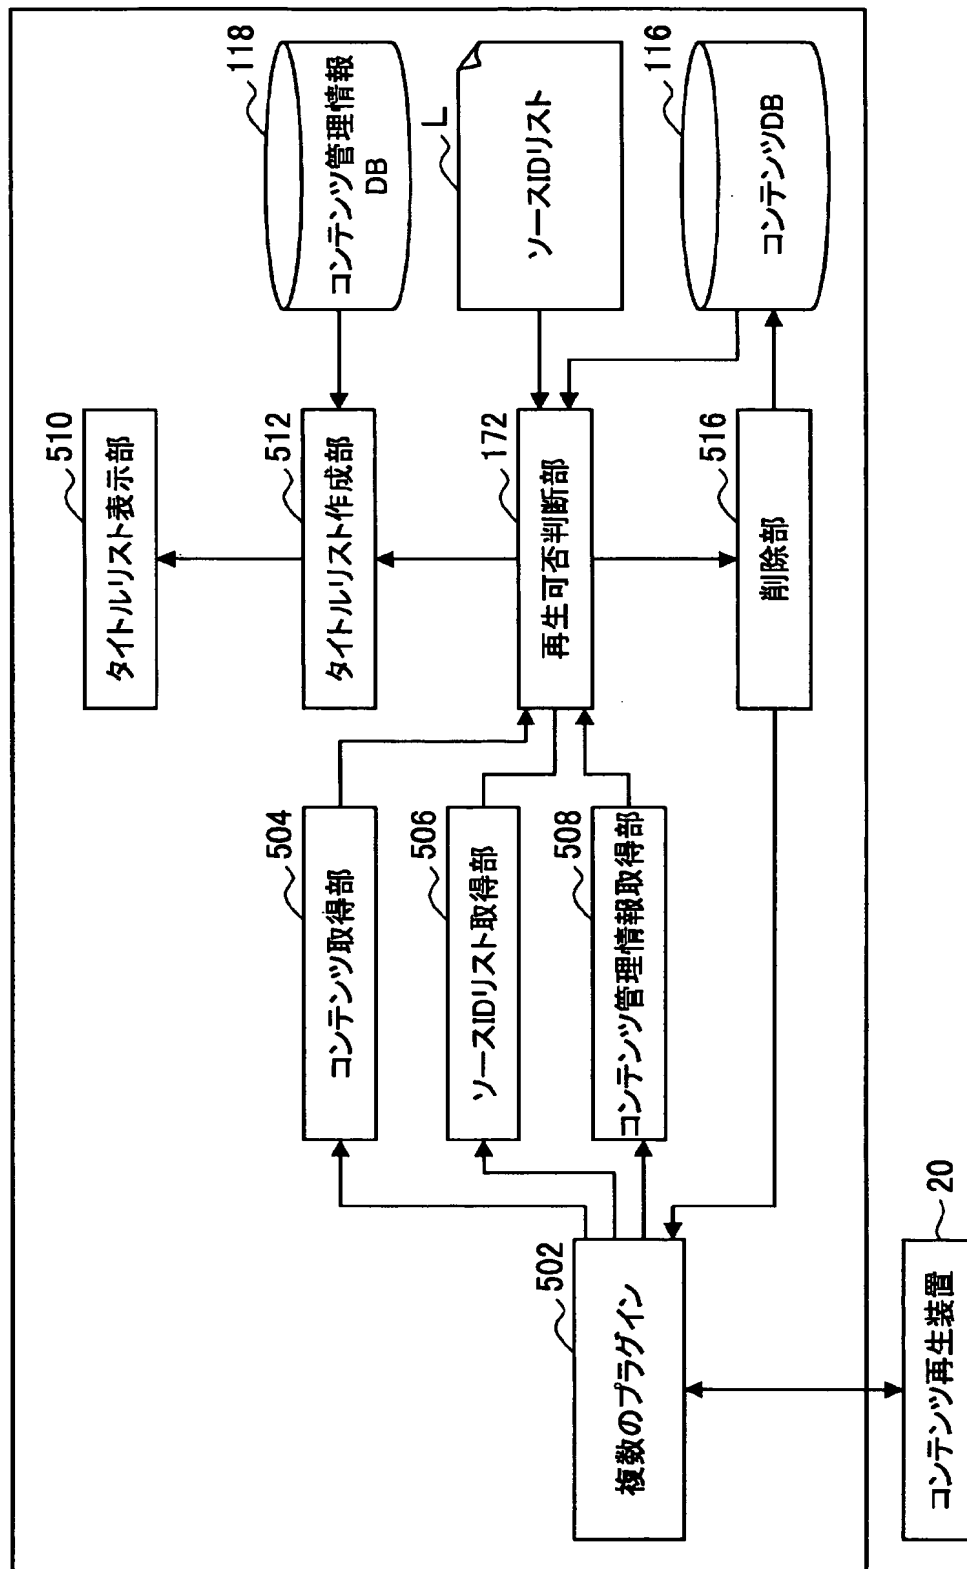 510
タイトルリスト表示部
118
コンテンツ管理情報
DB
512
タイトルリスト作成部
504
コンテンツ取得部
L
ソースIDリスト
172
再生可否判断部
506
ソースIDリスト取得部
508
コンテンツ管理情報取得部
116
コンテンツDB
516
削除部
502
複数のプラグイン
20
コンテンツ再生装置